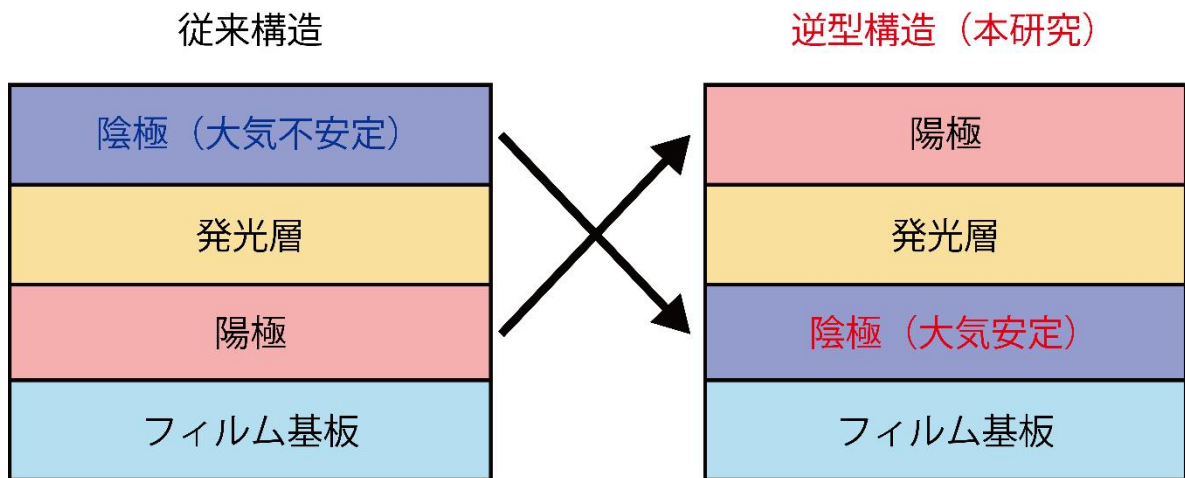 従来構造
陰極（大気不安定）
発光層
陽極
フィルム基板
逆型構造（本研究）
陽極
発光層
陰極（大気安定）
フィルム基板